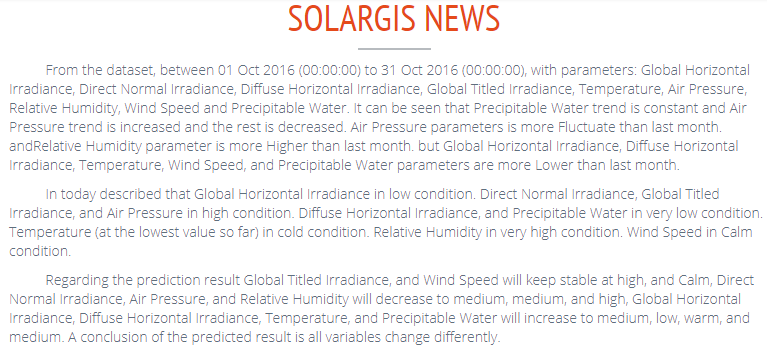 SOLARGIS NEWS
From the dataset, between 01 Oct 2016 (00:00:00) to 31 Oct 2016 (00:00:00), with parameters: Global Horizontal
Irradiance, Direct Normal Irradiance, Diffuse Horizontal Irradiance, Global Titled Irradiance, Temperature, Air Pressure,
Relative Humidity, Wind Speed and Precipitable Water. It can be seen that Precipitable Water trend is constant and Air
Pressure trend is increased and the rest is decreased. Air Pressure parameters is more Fluctuate than last month.
andRelative Humidity parameter is more Higher than last month. but Global Horizontal Irradiance, Diffuse Horizontal
Irradiance, Temperature, Wind Speed, and Precipitable Water parameters are more Lower than last month.
In today described that Global Horizontal Irradiance in low condition. Direct Normal Irradiance, Global Titled
Irradiance, and Air Pressure in high condition. Diffuse Horizontal Irradiance, and Precipitable Water in very low condition.
Temperature (at the lowest value so far) in cold condition. Relative Humidity in very high condition. Wind Speed in Calm
condition.
Regarding the prediction result Global Titled Irradiance, and Wind Speed will keep stable at high, and Calm, Direct
Normal Irradiance, Air Pressure, and Relative Humidity will decrease to medium, medium, and high, Global Horizontal
Irradiance, Diffuse Horizontal Irradiance, Temperature, and Precipitable Water will increase to medium, low, warm, and
medium. A conclusion of the predicted result is all variables change differently.